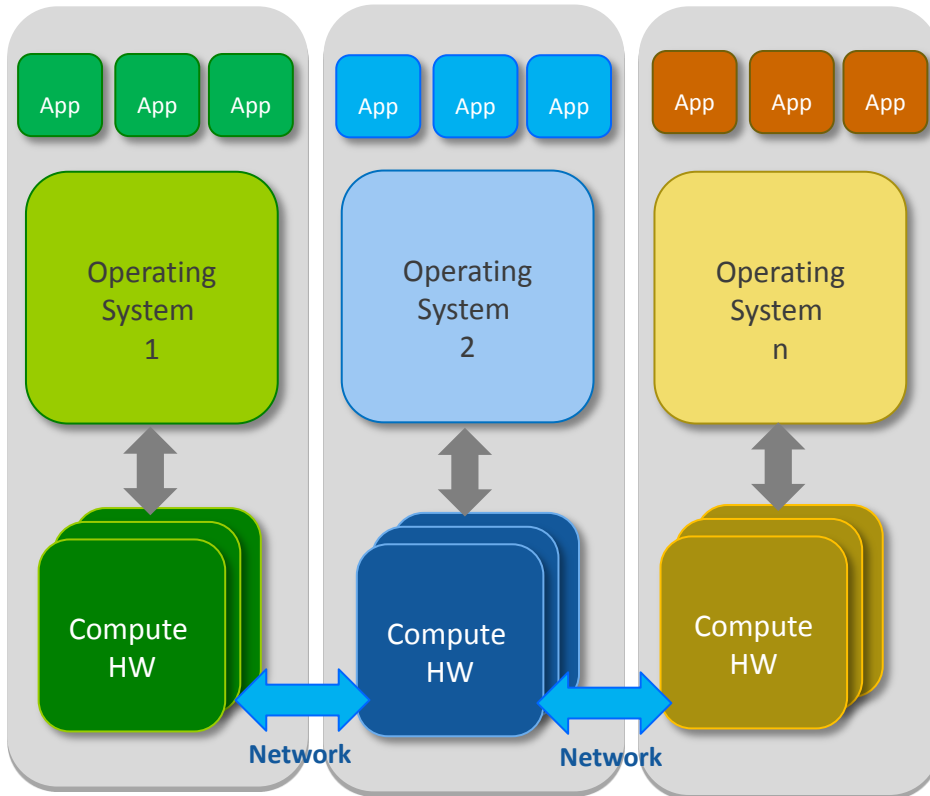 App
App
App
App
App
App
App
App
App
Operating
System
1
Operating
System
2
Operating
System
n
Compute
HW
Compute
HW
Compute
HW
Network
Network